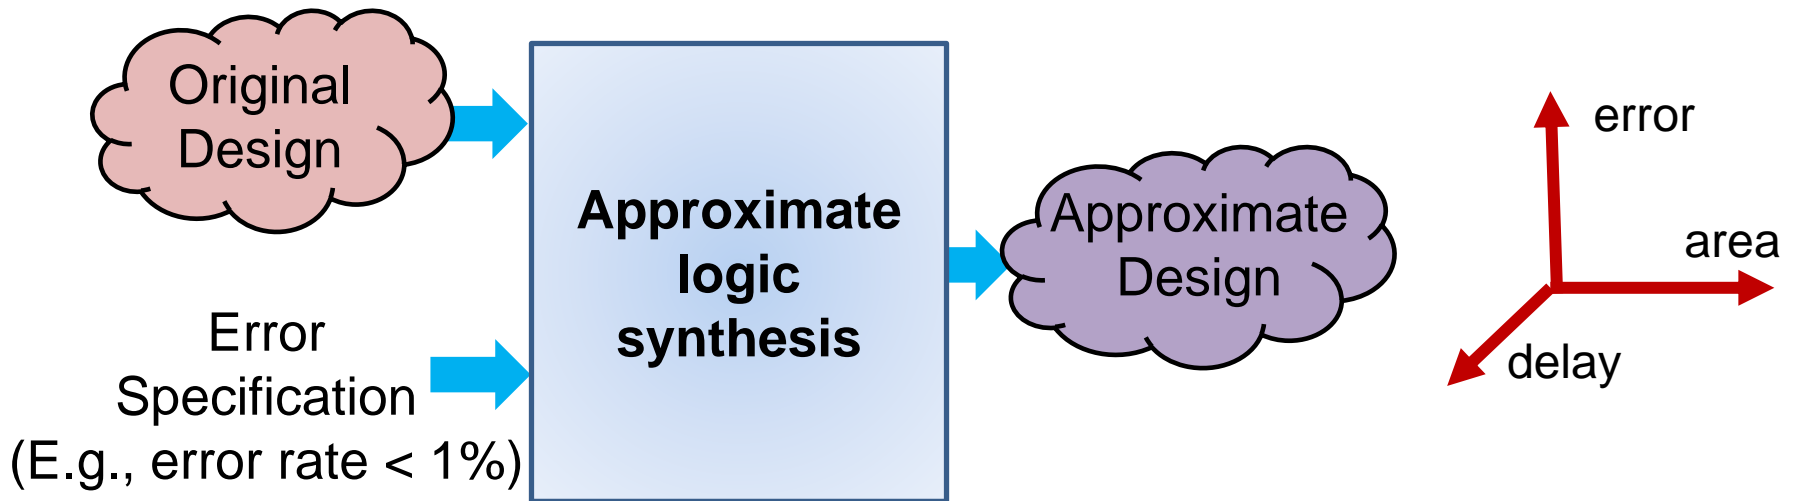 Original
Design
Error
Specification
(E.g., error rate < 1%)
Approximate
logic
synthesis
Approximate
Design
error
area
delay